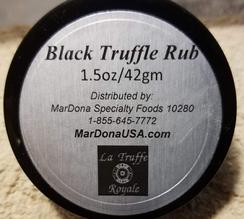 Black Truffle Rub
1.5oz/42gm
Distributed by:
MarDona Specialty Foods 10280
1-855-645-7772
MarDonaUSA.com
La Truffe
Royale